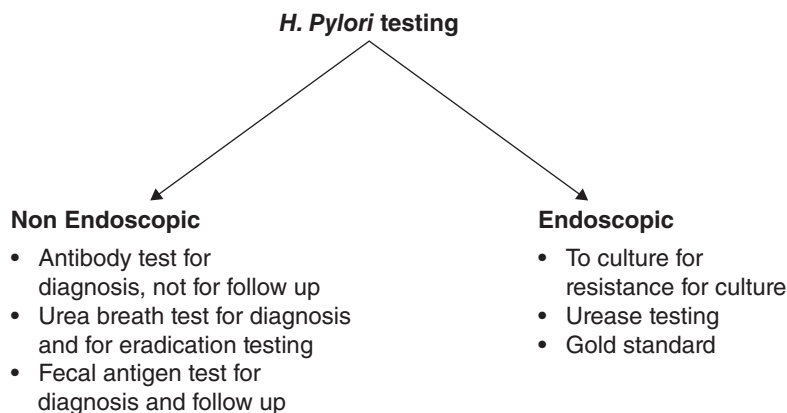 H. Pylori testing
Non Endoscopic
• Antibody test for
diagnosis, not for follow up
• Urea breath test for diagnosis
and for eradication testing
• Fecal antigen test for
diagnosis and follow up
Endoscopic
• To culture for
resistance for culture
• Urease testing
• Gold standard